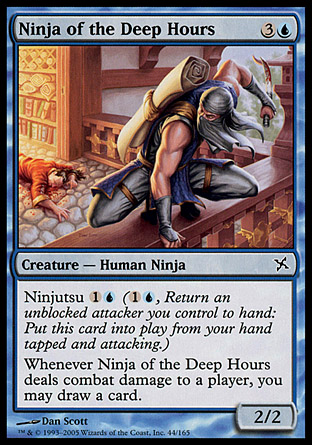 Ninja of the Deep Hours 3
Creature — Human Ninja
Ninjutsu 1 (1, Return an
unblocked attacker you control to hand:
Put this card into play from your hand
tapped and attacking.)
Whenever Ninja of the Deep Hours
deals combat damage to a player, you
may draw a card.
Dan Scott
™ & © 1993–2005 Wizards of the Coast, Inc. 44/165
2/2